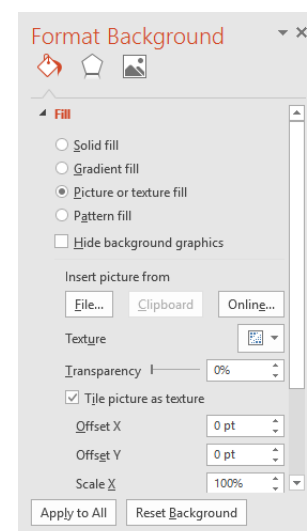 Format Background
Fill
Solid fill
Gradient fill
Picture or texture fill
Pattern fill
Hide background graphics
Insert picture from
File... Clipboard Online...
Texture
Transparency 0%
Tile picture as texture
Offset X 0 pt
Offset Y 0 pt
Scale X 100%
Apply to All Reset Background